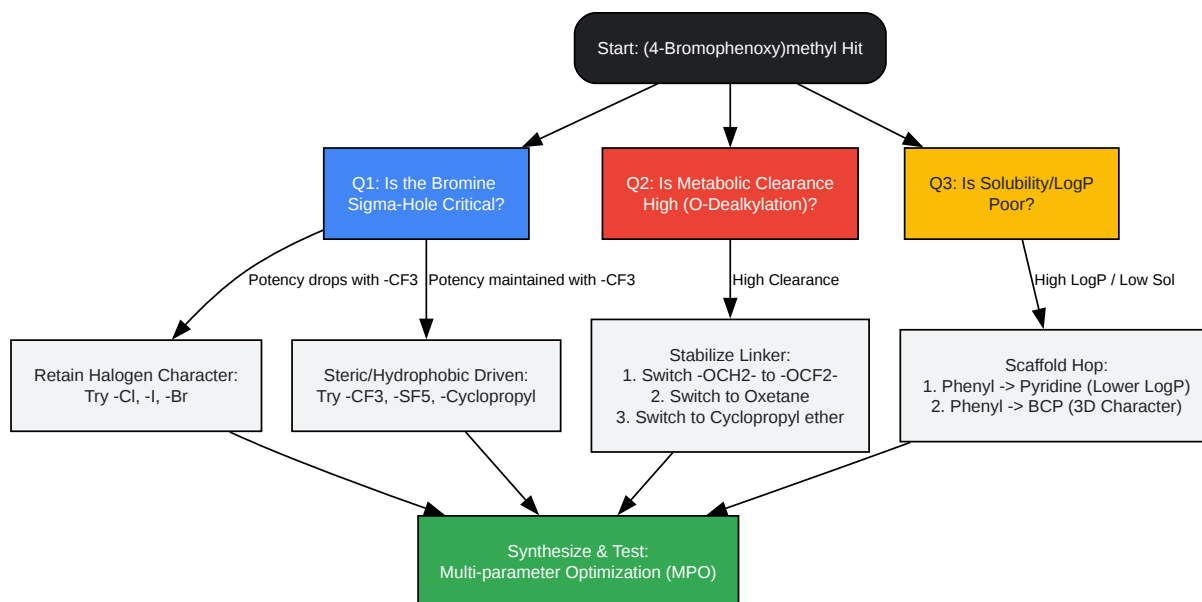 Start: (4-Bromophenoxy)methyl Hit
Q1: Is the Bromine
Sigma-Hole Critical?
Q2: Is Metabolic Clearance
High (O-Dealkylation)?
Q3: Is Solubility/LogP
Poor?
Potency drops with -CF3
Potency maintained with -CF3
High Clearance
High LogP / Low Sol
Retain Halogen Character:
Try -Cl, -I, -Br
Steric/Hydrophobic Driven:
Try -CF3, -SF5, -Cyclopropyl
Stabilize Linker:
1. Switch -OCH2- to -OCF2-
2. Switch to Oxetane
3. Switch to Cyclopropyl ether
Scaffold Hop:
1. Phenyl -> Pyridine (Lower LogP)
2. Phenyl -> BCP (3D Character)
Synthesize & Test:
Multi-parameter Optimization (MPO)